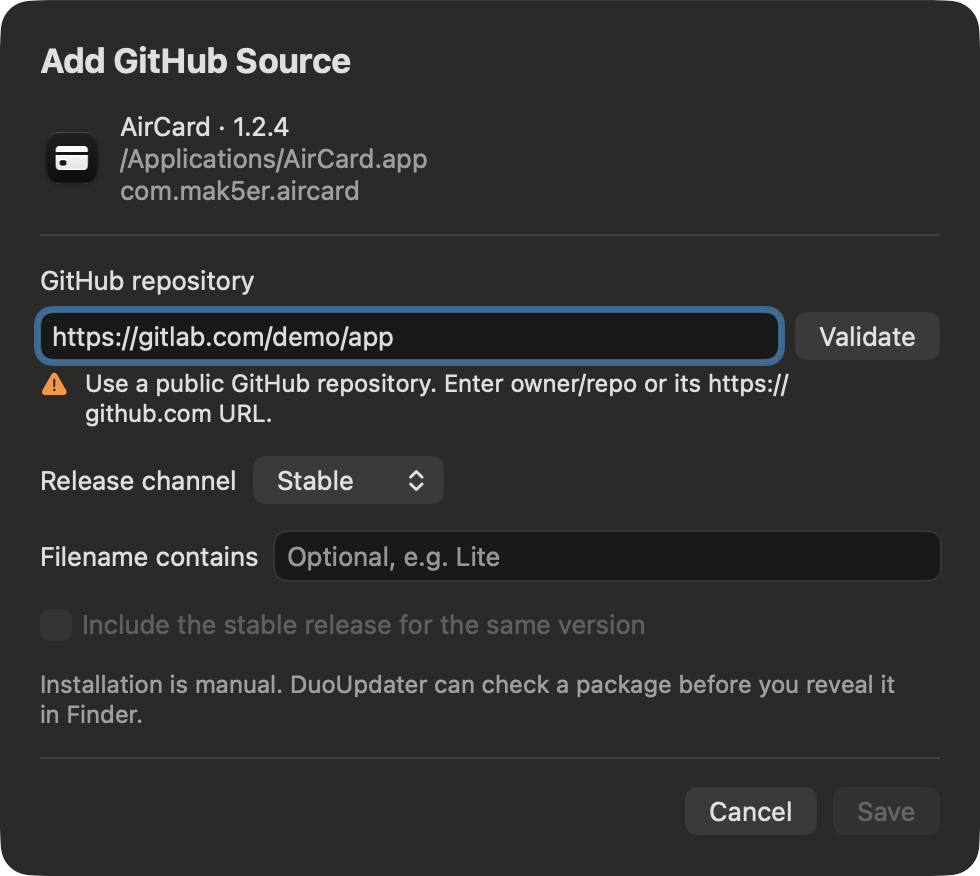 Add GitHub Source
AirCard · 1.2.4
/Applications/AirCard.app
com.mak5er.aircard
GitHub repository
https://gitlab.com/demo/app
Validate
Use a public GitHub repository. Enter owner/repo or its https://
github.com URL.
Release channel
Stable
Filename contains
Optional, e.g. Lite
Include the stable release for the same version
Installation is manual. DuoUpdater can check a package before you reveal it
in Finder.
Cancel
Save